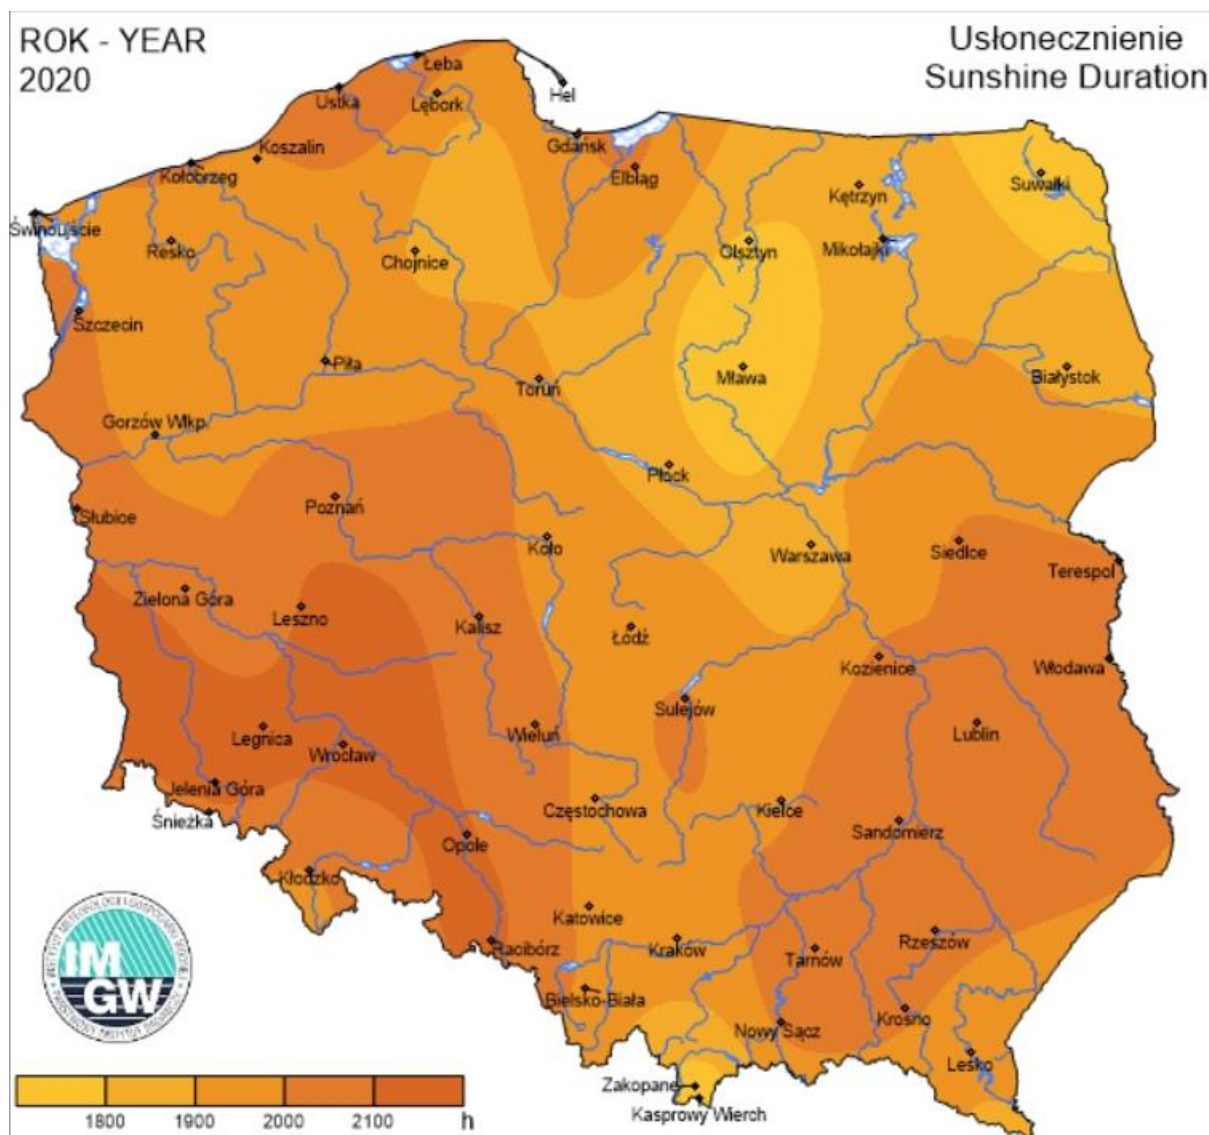 ROK - YEAR
2020
Usłonecznienie
Sunshine Duration
Łeba
Ustka
Lębork
Hel
Koszalin
Gdańsk
Kołobrzeg
Elbląg
Kętrzyn
Suwałki
Świnoujście
Resko
Chojnice
Olsztyn
Mikołajki
Szczecin
Piła
Toruń
Mława
Białystok
Gorzów Wlkp
Płock
Słubice
Poznań
Koło
Warszawa
Siedlce
Terespol
Zielona Góra
Leszno
Kalisz
Łódź
Kozienice
Włodawa
Sulejów
Legnica
Wrocław
Wieluń
Lublin
Jelenia Góra
Śnieżka
Częstochowa
Kielce
Sandomierz
Opole
Kłodzko
Katowice
Kraków
Rzeszów
Racibórz
Tarnów
Bielsko-Biała
Nowy Sącz
Krosno
Lesko
Zakopane
Kasprowy Wierch
IM
GW
1800 1900 2000 2100 h